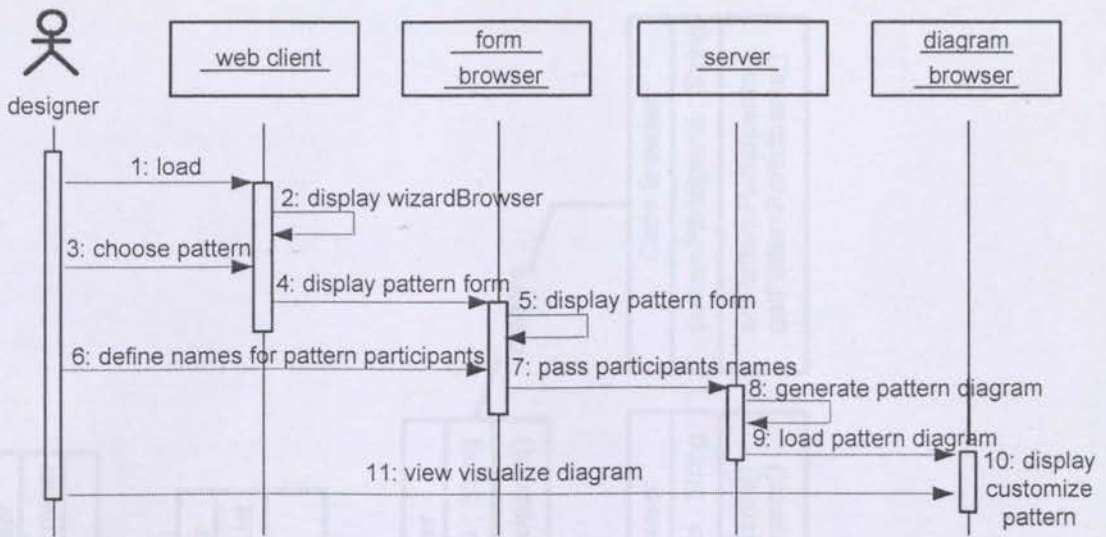 designer
web client
form
browser
server
diagram
browser
1: load
2: display wizardBrowser
3: choose pattern
4: display pattern form
5: display pattern form
6: define names for pattern participants
7: pass participants names
8: generate pattern diagram
9: load pattern diagram
10: display
customize
pattern
11: view visualize diagram